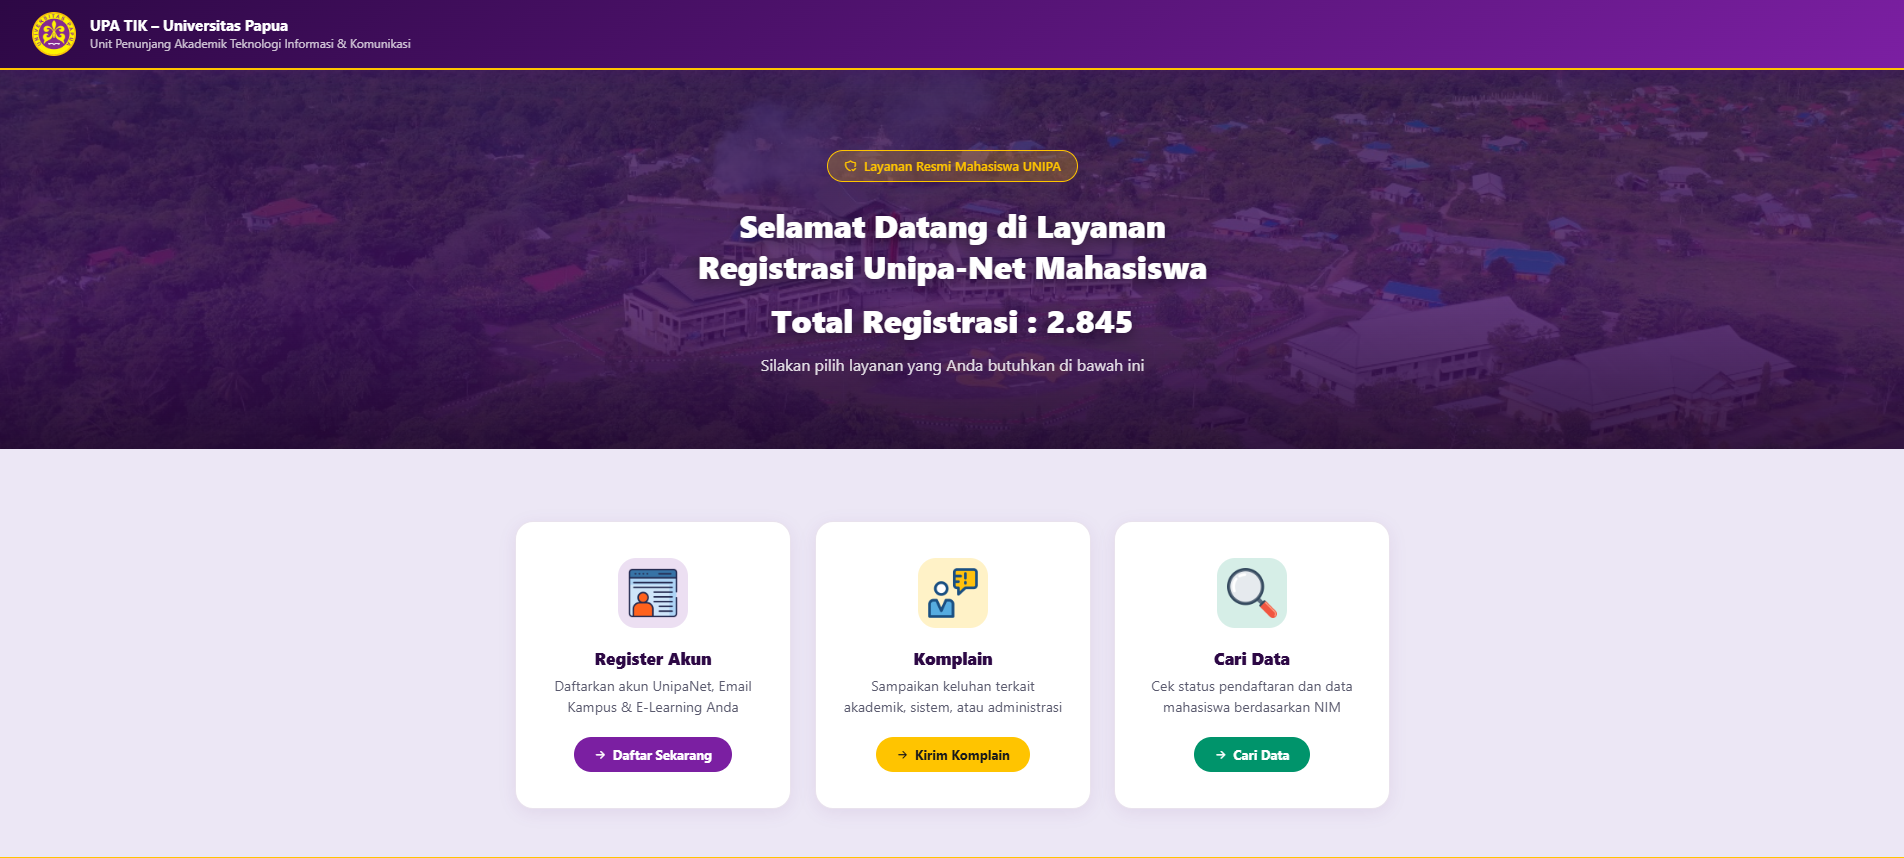 UPA TIK – Universitas Papua
Unit Penunjang Akademik Teknologi Informasi & Komunikasi
Layanan Resmi Mahasiswa UNIPA
Selamat Datang di Layanan
Registrasi Unipa-Net Mahasiswa
Total Registrasi : 2.845
Silakan pilih layanan yang Anda butuhkan di bawah ini
Register Akun
Daftarkan akun UnipaNet, Email
Kampus & E-Learning Anda
→ Daftar Sekarang
Komplain
Sampaikan keluhan terkait
akademik, sistem, atau administrasi
→ Kirim Komplain
Cari Data
Cek status pendaftaran dan data
mahasiswa berdasarkan NIM
→ Cari Data